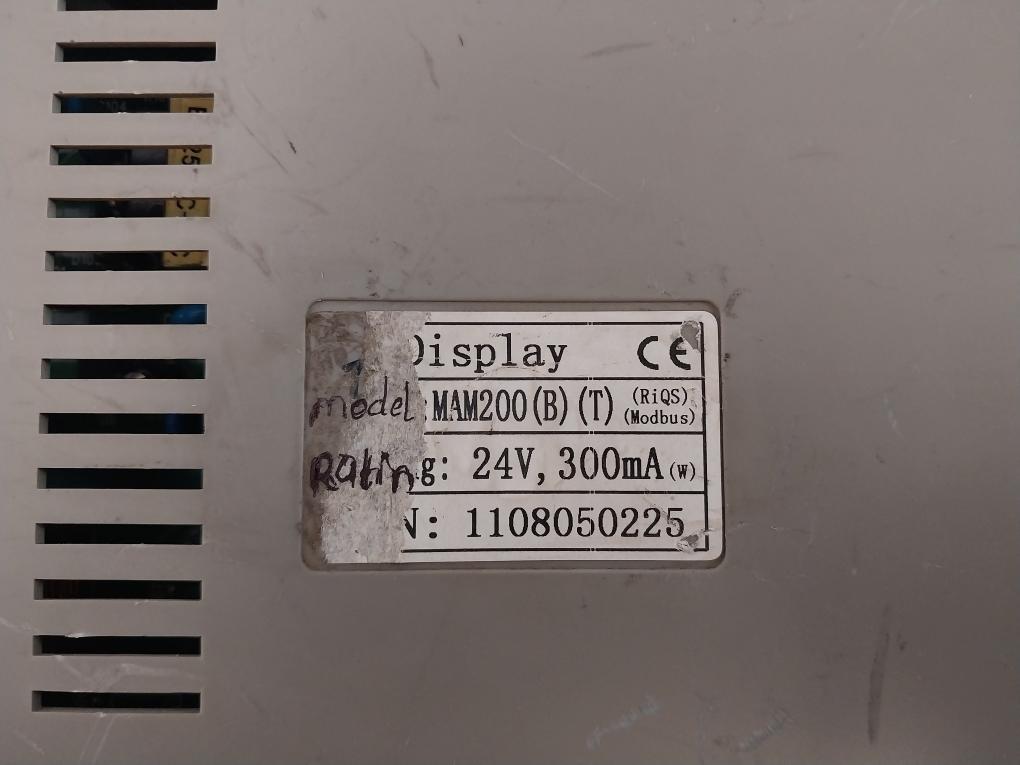 Display CE
model: MAM200(B)(T) (RiQS)
(Modbus)
Rating: 24V, 300mA(W)
N: 1108050225